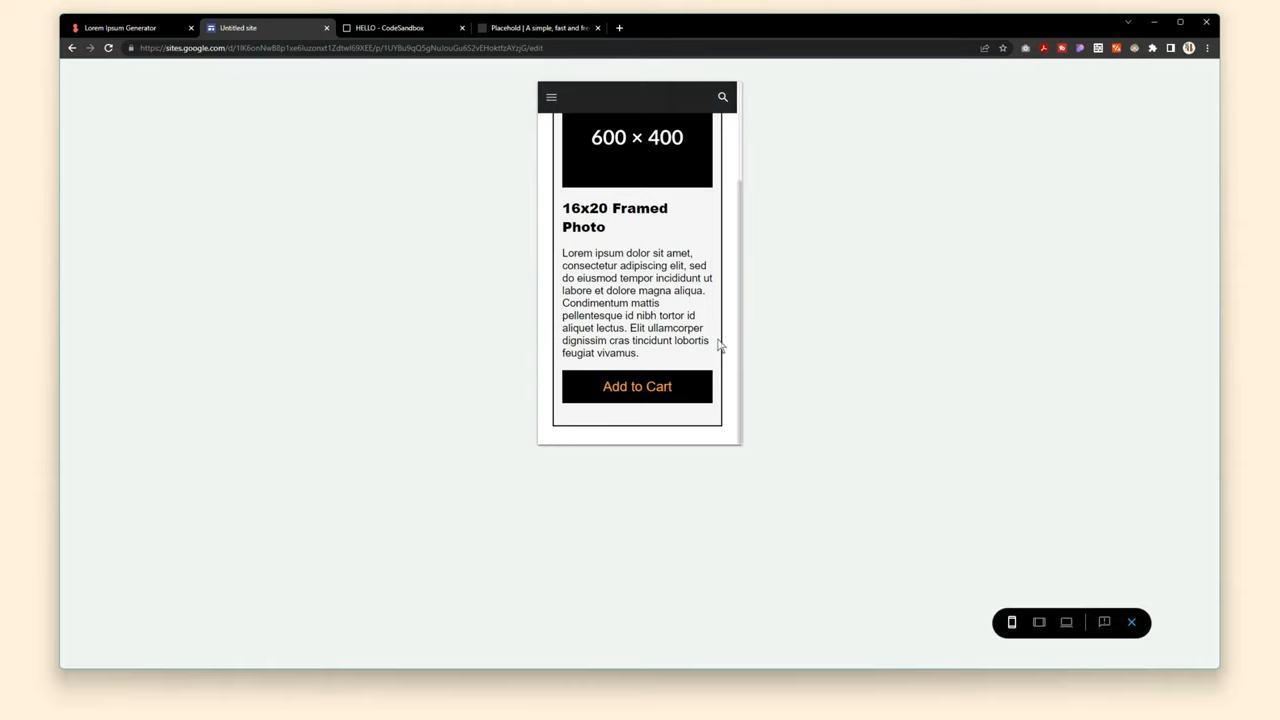 Lorem Ipsum Generator
Untitled site
HELLO - CodeSandbox
Placehold | A simple, fast and fre
600 × 400
16x20 Framed
Photo
Lorem ipsum dolor sit amet,
consectetur adipiscing elit, sed
do eiusmod tempor incididunt ut
labore et dolore magna aliqua.
Condimentum mattis
pellentesque id nibh tortor id
aliquet lectus. Elit ullamcorper
dignissim cras tincidunt lobortis
feugiat vivamus.
Add to Cart